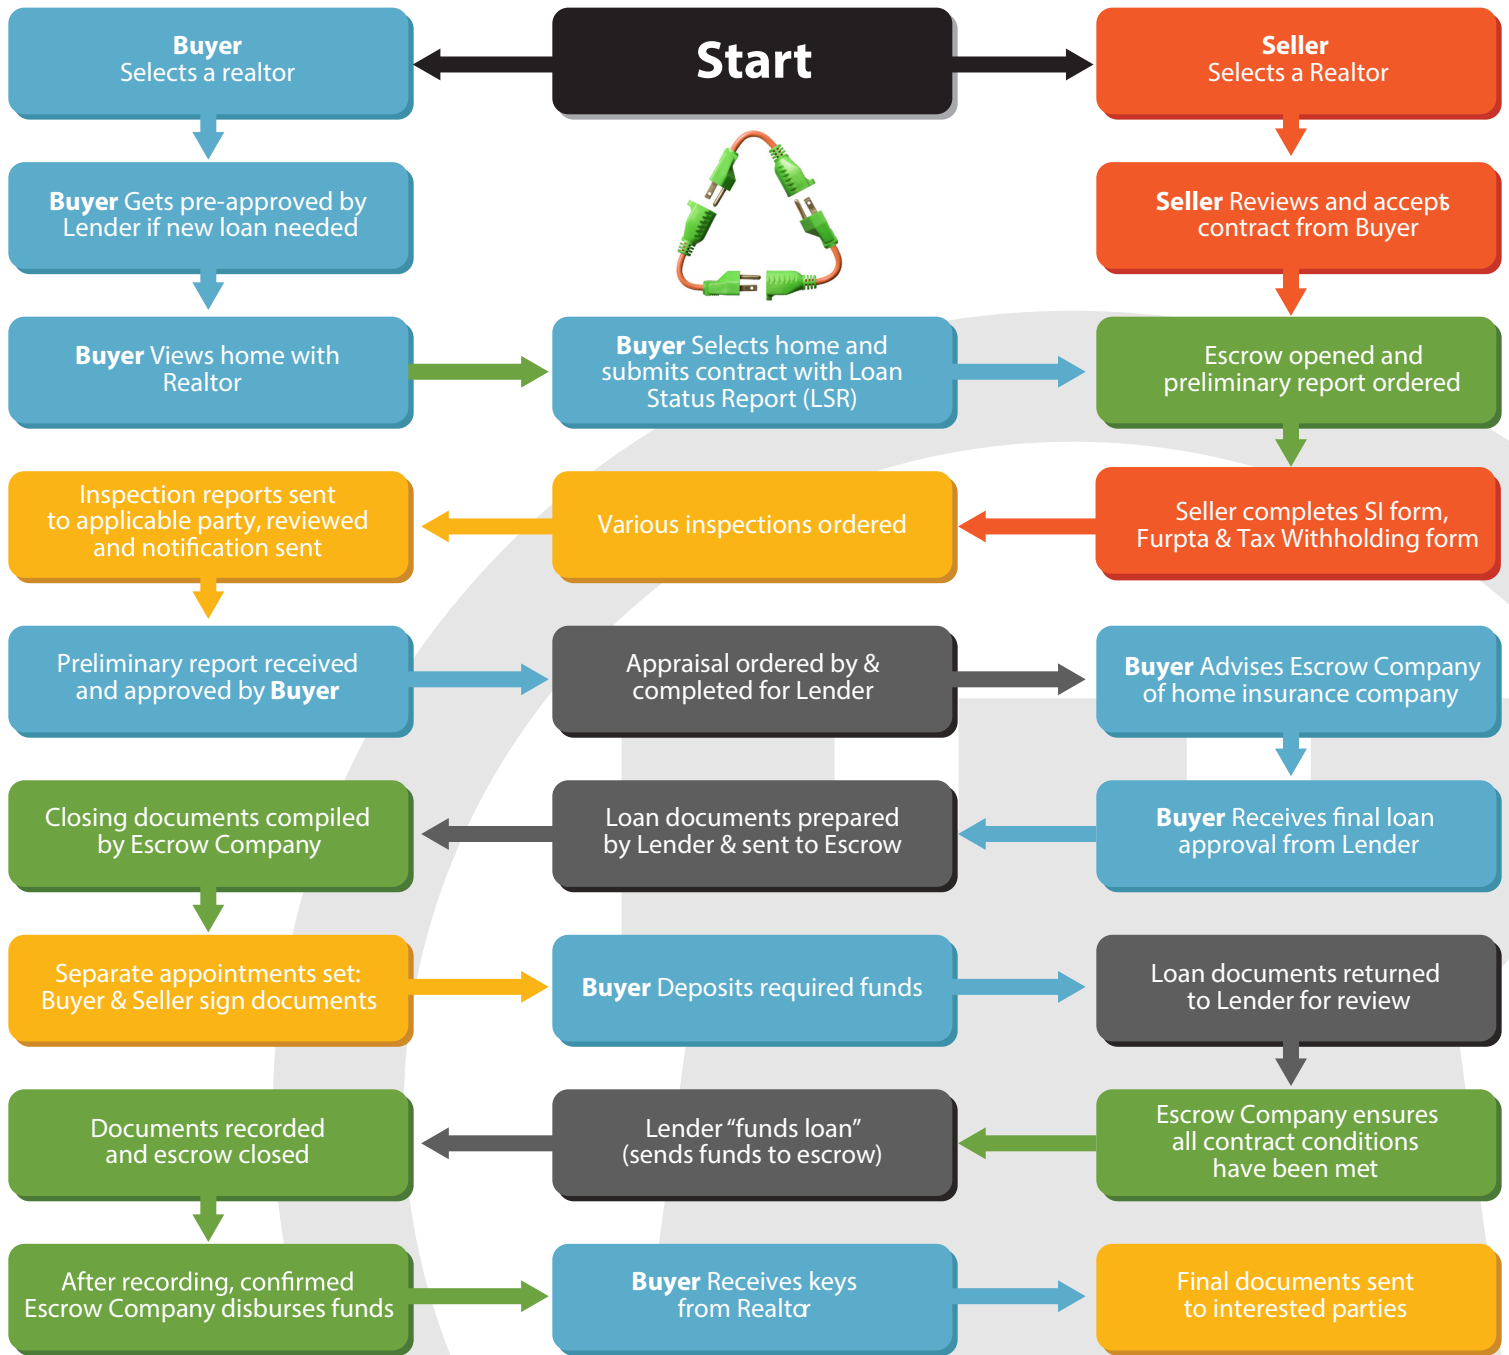 Buyer
Selects a realtor
Start
Seller
Selects a Realtor
Buyer Gets pre-approved by
Lender if new loan needed
Seller Reviews and accepts
contract from Buyer
Buyer Views home with
Realtor
Buyer Selects home and
submits contract with Loan
Status Report (LSR)
Escrow opened and
preliminary report ordered
Inspection reports sent
to applicable party, reviewed
and notification sent
Various inspections ordered
Seller completes SI form,
Furpta & Tax Withholding form
Preliminary report received
and approved by Buyer
Appraisal ordered by &
completed for Lender
Buyer Advises Escrow Company
of home insurance company
Closing documents compiled
by Escrow Company
Loan documents prepared
by Lender & sent to Escrow
Buyer Receives final loan
approval from Lender
Separate appointments set:
Buyer & Seller sign documents
Buyer Deposits required funds
Loan documents returned
to Lender for review
Documents recorded
and escrow closed
Lender “funds loan”
(sends funds to escrow)
Escrow Company ensures
all contract conditions
have been met
After recording, confirmed
Escrow Company disburses funds
Buyer Receives keys
from Realtor
Final documents sent
to interested parties